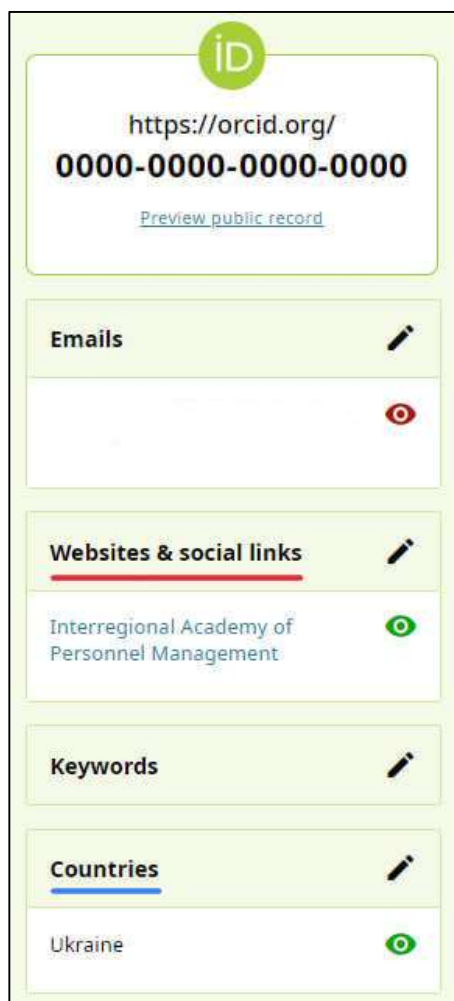 iD
https://orcid.org/
0000-0000-0000-0000
Preview public record
Emails
Websites & social links
Interregional Academy of
Personnel Management
Keywords
Countries
Ukraine